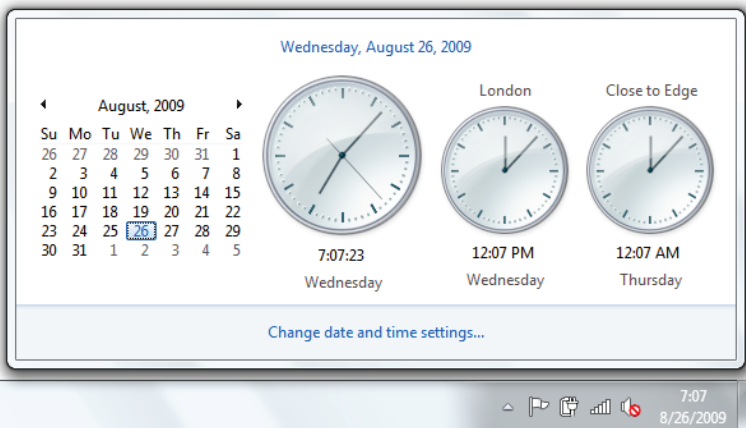 Wednesday, August 26, 2009
August, 2009
Su Mo Tu We Th Fr Sa
26 27 28 29 30 31 1
2 3 4 5 6 7 8
9 10 11 12 13 14 15
16 17 18 19 20 21 22
23 24 25 26 27 28 29
30 31 1 2 3 4 5
7:07:23
Wednesday
London
12:07 PM
Wednesday
Close to Edge
12:07 AM
Thursday
Change date and time settings...
7:07
8/26/2009